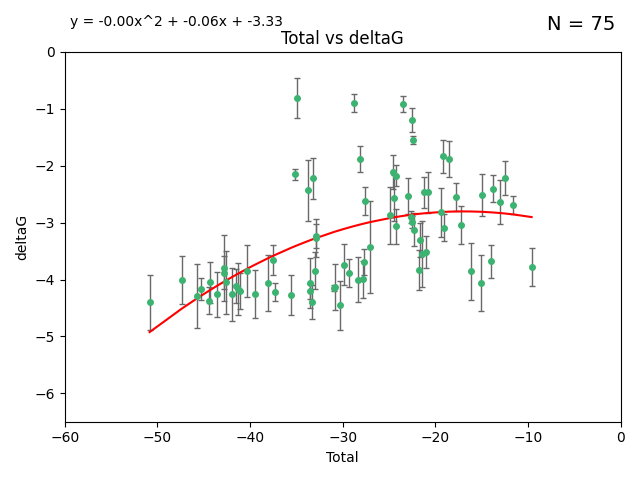 y = -0.00x^2 + -0.06x + -3.33
N = 75
Total vs deltaG
0
−1
−2
−3
−4
−5
−6
deltaG
−60 −50 −40 −30 −20 −10 0
Total